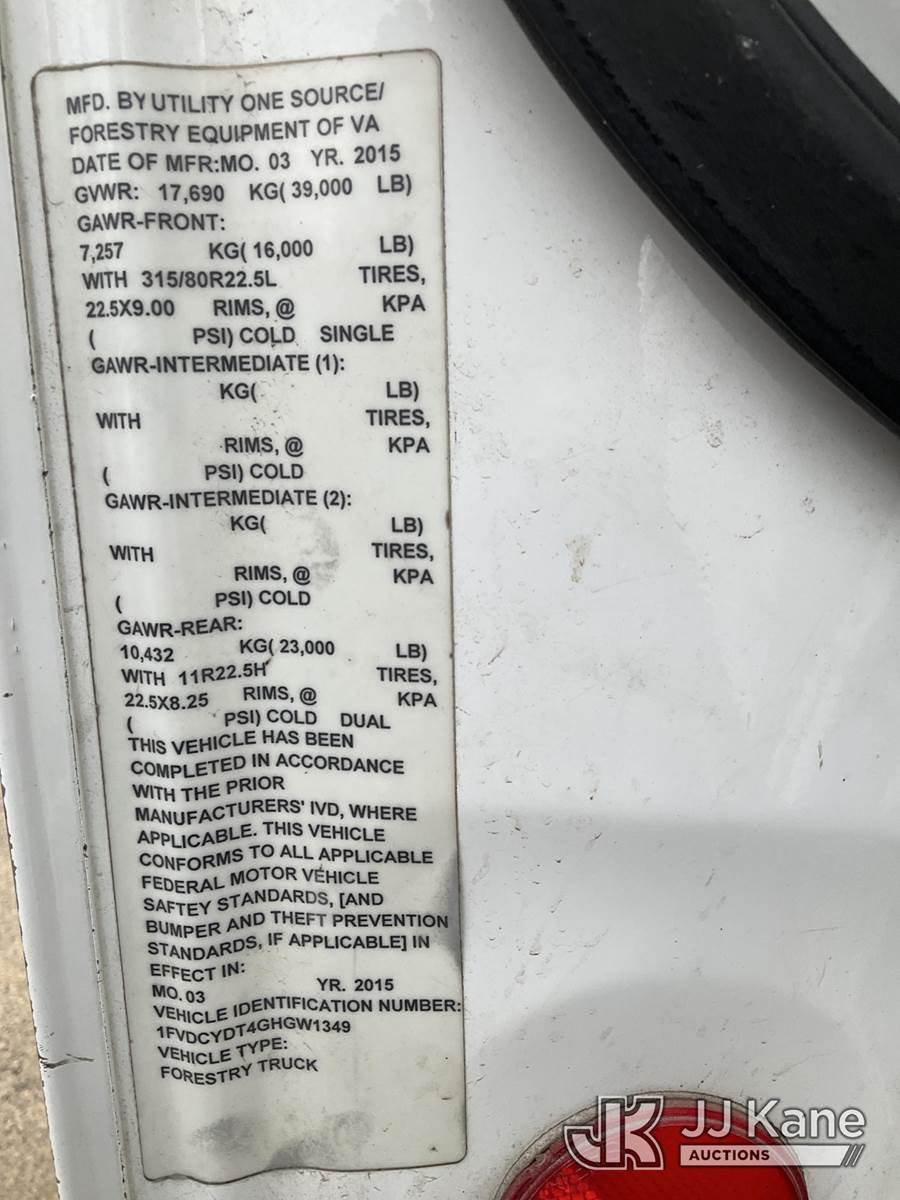 MFD. BY UTILITY ONE SOURCE/
FORESTRY EQUIPMENT OF VA
DATE OF MFR:MO. 03 YR. 2015
GVWR: 17,690 KG( 39,000 LB)
GAWR-FRONT:
7,257 KG( 16,000 LB)
WITH 315/80R22.5L TIRES,
22.5X9.00 RIMS, @ KPA
( PSI) COLD SINGLE
GAWR-INTERMEDIATE (1):
KG( LB)
WITH TIRES,
RIMS, @ KPA
( PSI) COLD
GAWR-INTERMEDIATE (2):
KG( LB)
WITH TIRES,
RIMS, @ KPA
( PSI) COLD
GAWR-REAR:
10,432 KG( 23,000 LB)
WITH 11R22.5H TIRES,
22.5X8.25 RIMS, @ KPA
( PSI) COLD DUAL
THIS VEHICLE HAS BEEN
COMPLETED IN ACCORDANCE
WITH THE PRIOR
MANUFACTURERS' IVD, WHERE
APPLICABLE. THIS VEHICLE
CONFORMS TO ALL APPLICABLE
FEDERAL MOTOR VEHICLE
SAFTEY STANDARDS, [AND
BUMPER AND THEFT PREVENTION
STANDARDS, IF APPLICABLE] IN
EFFECT IN:
MO. 03 YR. 2015
VEHICLE IDENTIFICATION NUMBER:
1FVDCYDT4GHGW1349
VEHICLE TYPE:
FORESTRY TRUCK
JK JJ Kane
AUCTIONS